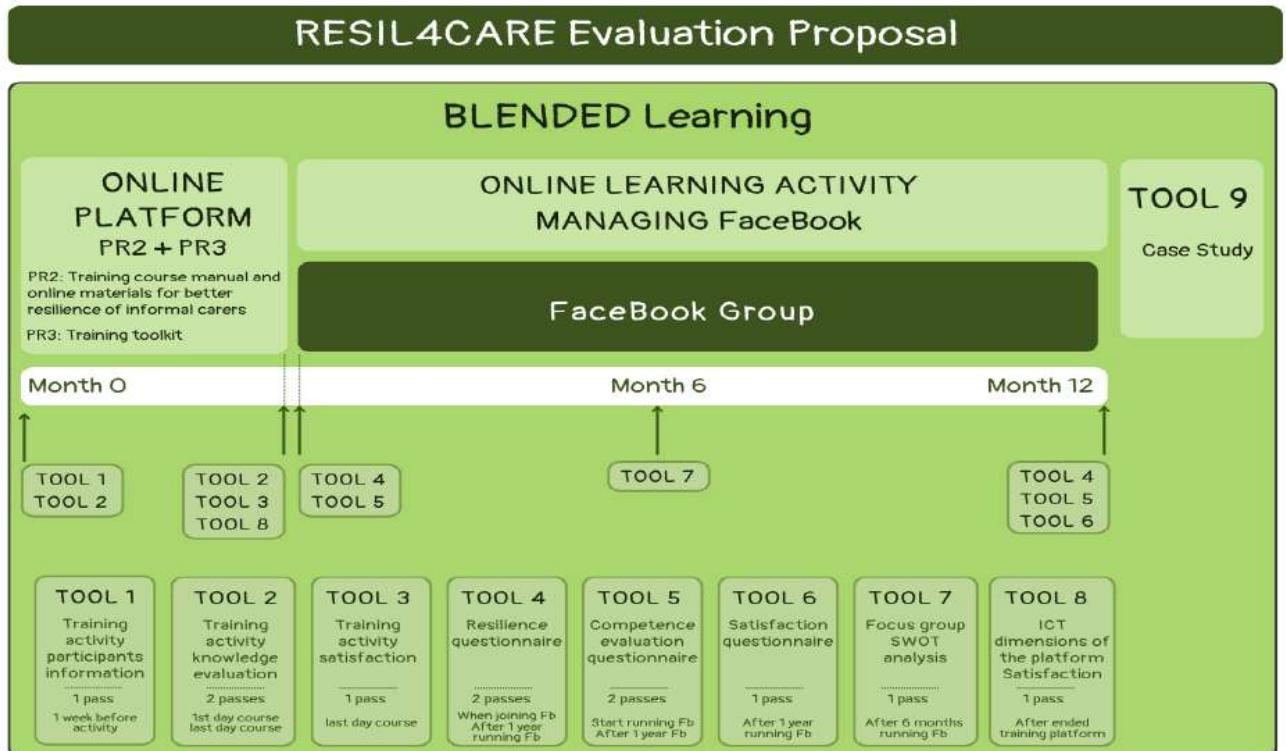 RESIL4CARE Evaluation Proposal
BLENDED Learning
ONLINE
PLATFORM
PR2 + PR3
PR2: Training course manual and
online materials for better
resilience of informal carers
PR3: Training toolkit
ONLINE LEARNING ACTIVITY
MANAGING FaceBook
FaceBook Group
TOOL 9
Case Study
Month 0
Month 6
Month 12
TOOL 1
TOOL 2
TOOL 2
TOOL 3
TOOL 8
TOOL 4
TOOL 5
TOOL 7
TOOL 4
TOOL 5
TOOL 6
TOOL 1
Training
activity
participants
information
1 pass
1 week before
activity
TOOL 2
Training
activity
knowledge
evaluation
2 passes
1st day course
last day course
TOOL 3
Training
activity
satisfaction
1 pass
last day course
TOOL 4
Resilience
questionnaire
2 passes
When joining Fb
After 1 year
running Fb
TOOL 5
Competence
evaluation
questionnaire
2 passes
Start running Fb
After 1 year Fb
TOOL 6
Satisfaction
questionnaire
1 pass
After 1 year
running Fb
TOOL 7
Focus group
SWOT
analysis
1 pass
After 6 months
running Fb
TOOL 8
ICT
dimensions of
the platform
Satisfaction
1 pass
After ended
training platform